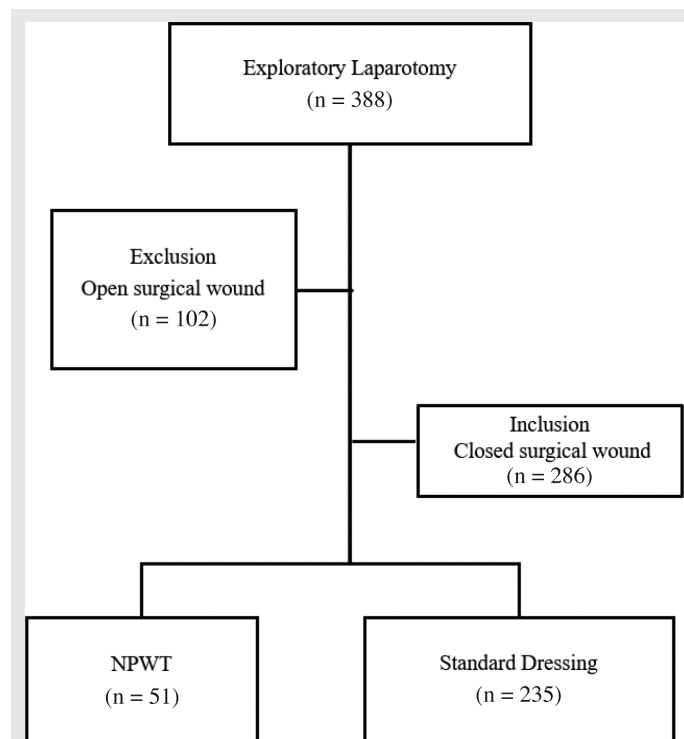 Exploratory Laparotomy
(n = 388)
Exclusion
Open surgical wound
(n = 102)
Inclusion
Closed surgical wound
(n = 286)
NPWT
(n = 51)
Standard Dressing
(n = 235)